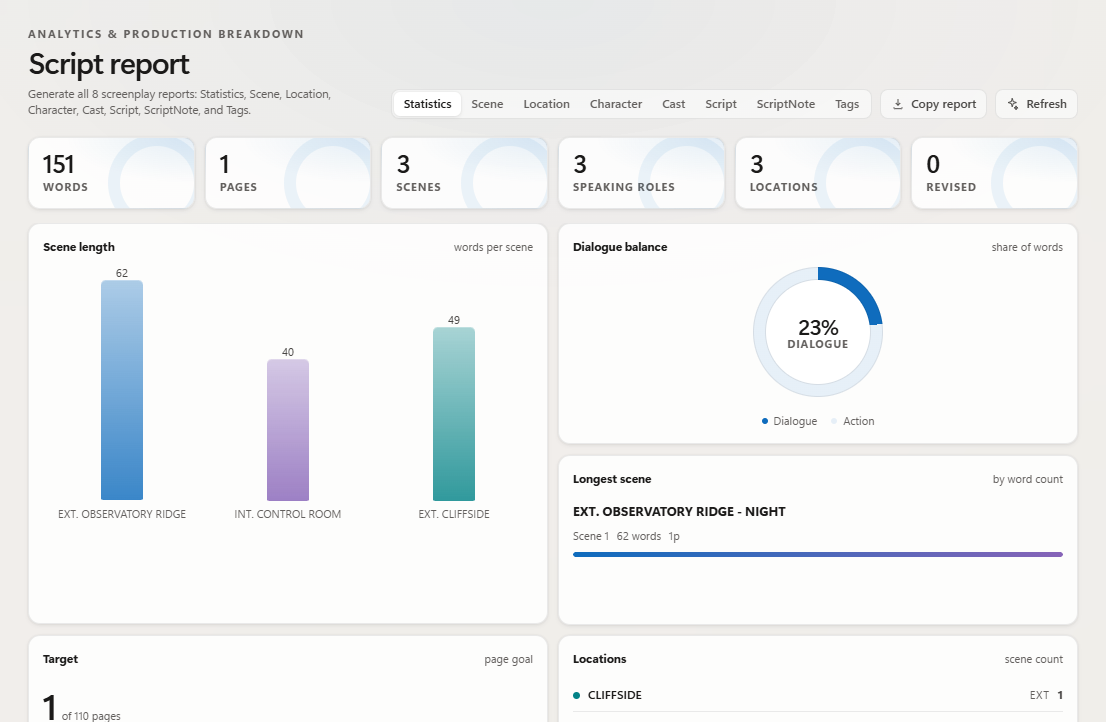 ANALYTICS & PRODUCTION BREAKDOWN
Script report
Generate all 8 screenplay reports: Statistics, Scene, Location,
Character, Cast, Script, ScriptNote, and Tags.
Statistics Scene Location Character Cast Script ScriptNote Tags Copy report Refresh
151
WORDS
1
PAGES
3
SCENES
3
SPEAKING ROLES
3
LOCATIONS
0
REVISED
Scene length words per scene
62
40
49
EXT. OBSERVATORY RIDGE INT. CONTROL ROOM EXT. CLIFFSIDE
Dialogue balance share of words
23%
DIALOGUE
Dialogue Action
Longest scene by word count
EXT. OBSERVATORY RIDGE - NIGHT
Scene 1 62 words 1p
Target page goal
1 of 110 pages
Locations scene count
CLIFFSIDE EXT 1